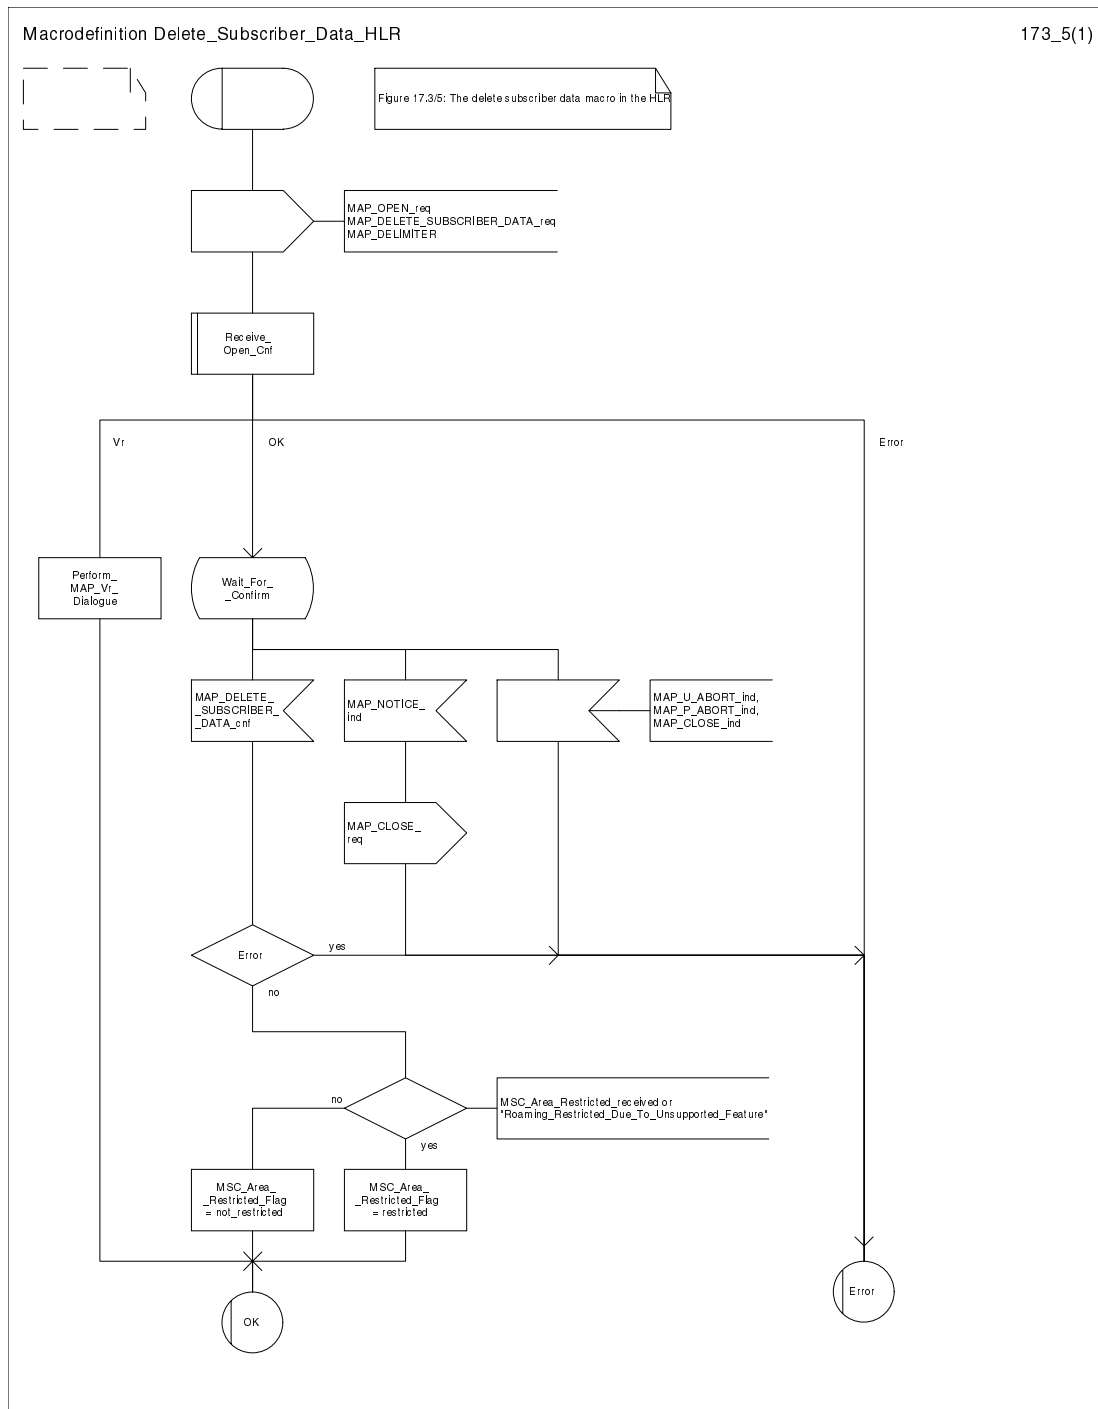 Macrodefinition Delete_Subscriber_Data_HLR
173_5(1)
Figure 17.3/5: The delete subscriber data macro in the HLR
MAP_OPEN_req
MAP_DELETE_SUBSCRIBER_DATA_req
MAP_DELIMITER
Receive_
Open_Cnf
Vr
OK
Error
Perform_
MAP_Vr_
Dialogue
Wait_For_
_Confirm
MAP_DELETE_
_SUBSCRIBER_
_DATA_cnf
MAP_NOTICE_
ind
MAP_U_ABORT_ind,
MAP_P_ABORT_ind,
MAP_CLOSE_ind
MAP_CLOSE_
req
Error
yes
no
no
MSC_Area_Restricted_received or
"Roaming_Restricted_Due_To_Unsupported_Feature"
yes
MSC_Area_
_Restricted_Flag
= not_restricted
MSC_Area_
_Restricted_Flag
= restricted
Error
OK